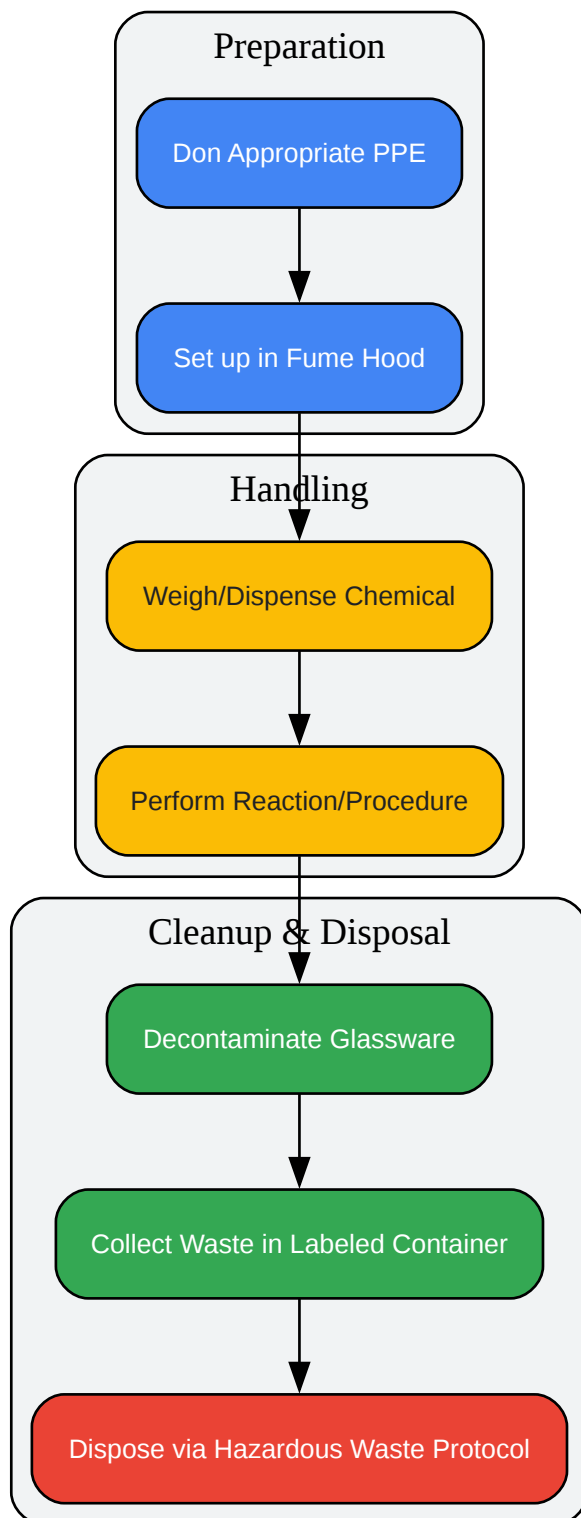 Preparation
Don Appropriate PPE
Set up in Fume Hood
Handling
Weigh/Dispense Chemical
Perform Reaction/Procedure
Cleanup & Disposal
Decontaminate Glassware
Collect Waste in Labeled Container
Dispose via Hazardous Waste Protocol